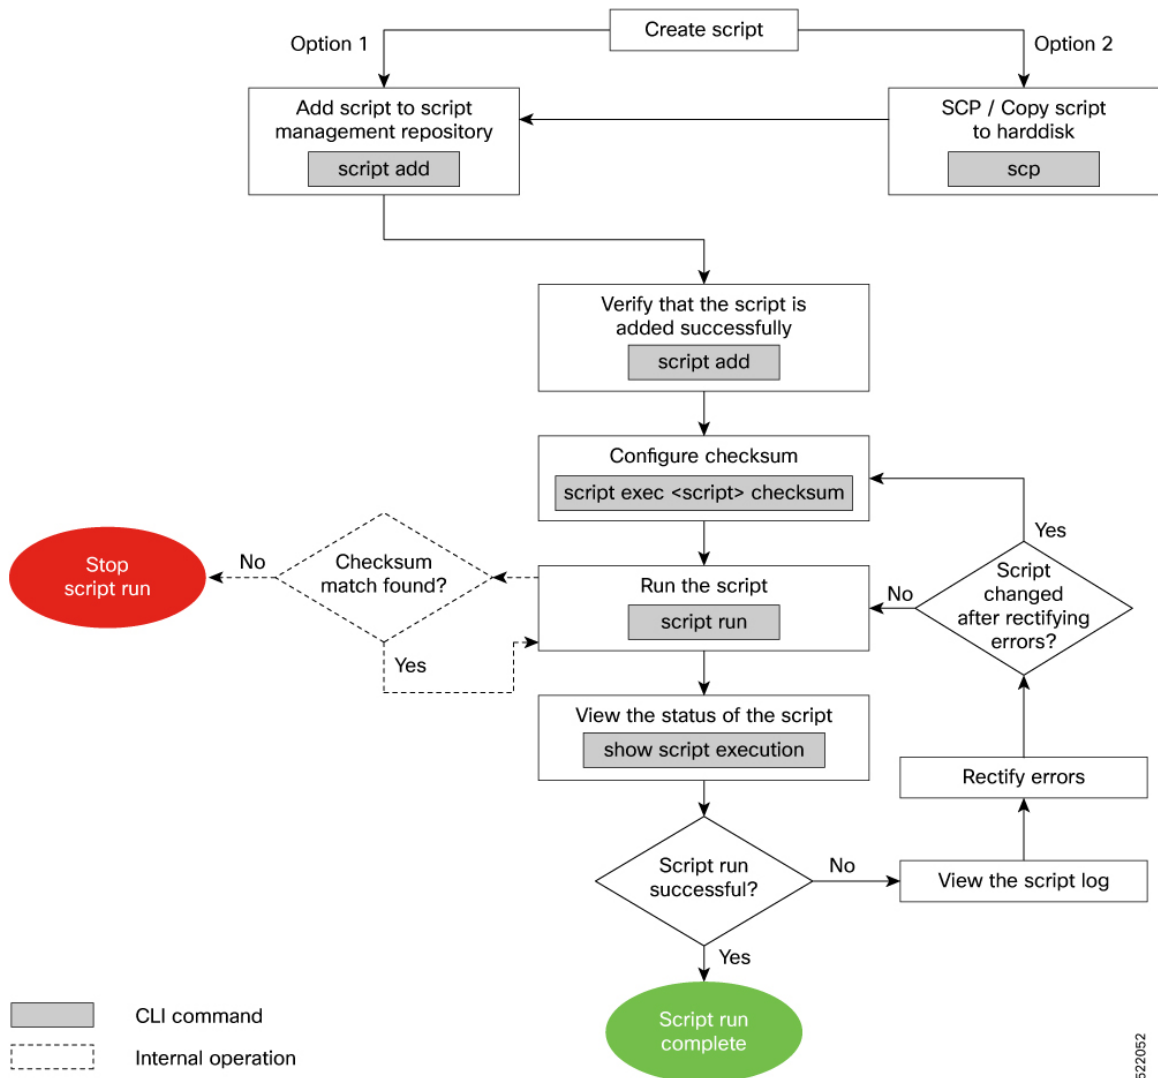 Create script
Option 1
Option 2
Add script to script
management repository
script add
SCP / Copy script
to harddisk
scp
Verify that the script is
added successfully
script add
Configure checksum
script exec <script> checksum
Yes
Stop
script run
No
Checksum
match found?
Yes
Run the script
script run
No
Script
changed
after rectifying
errors?
View the status of the script
show script execution
Rectify errors
Script run
successful?
No
View the script log
Yes
Script run
complete
CLI command
Internal operation
522052